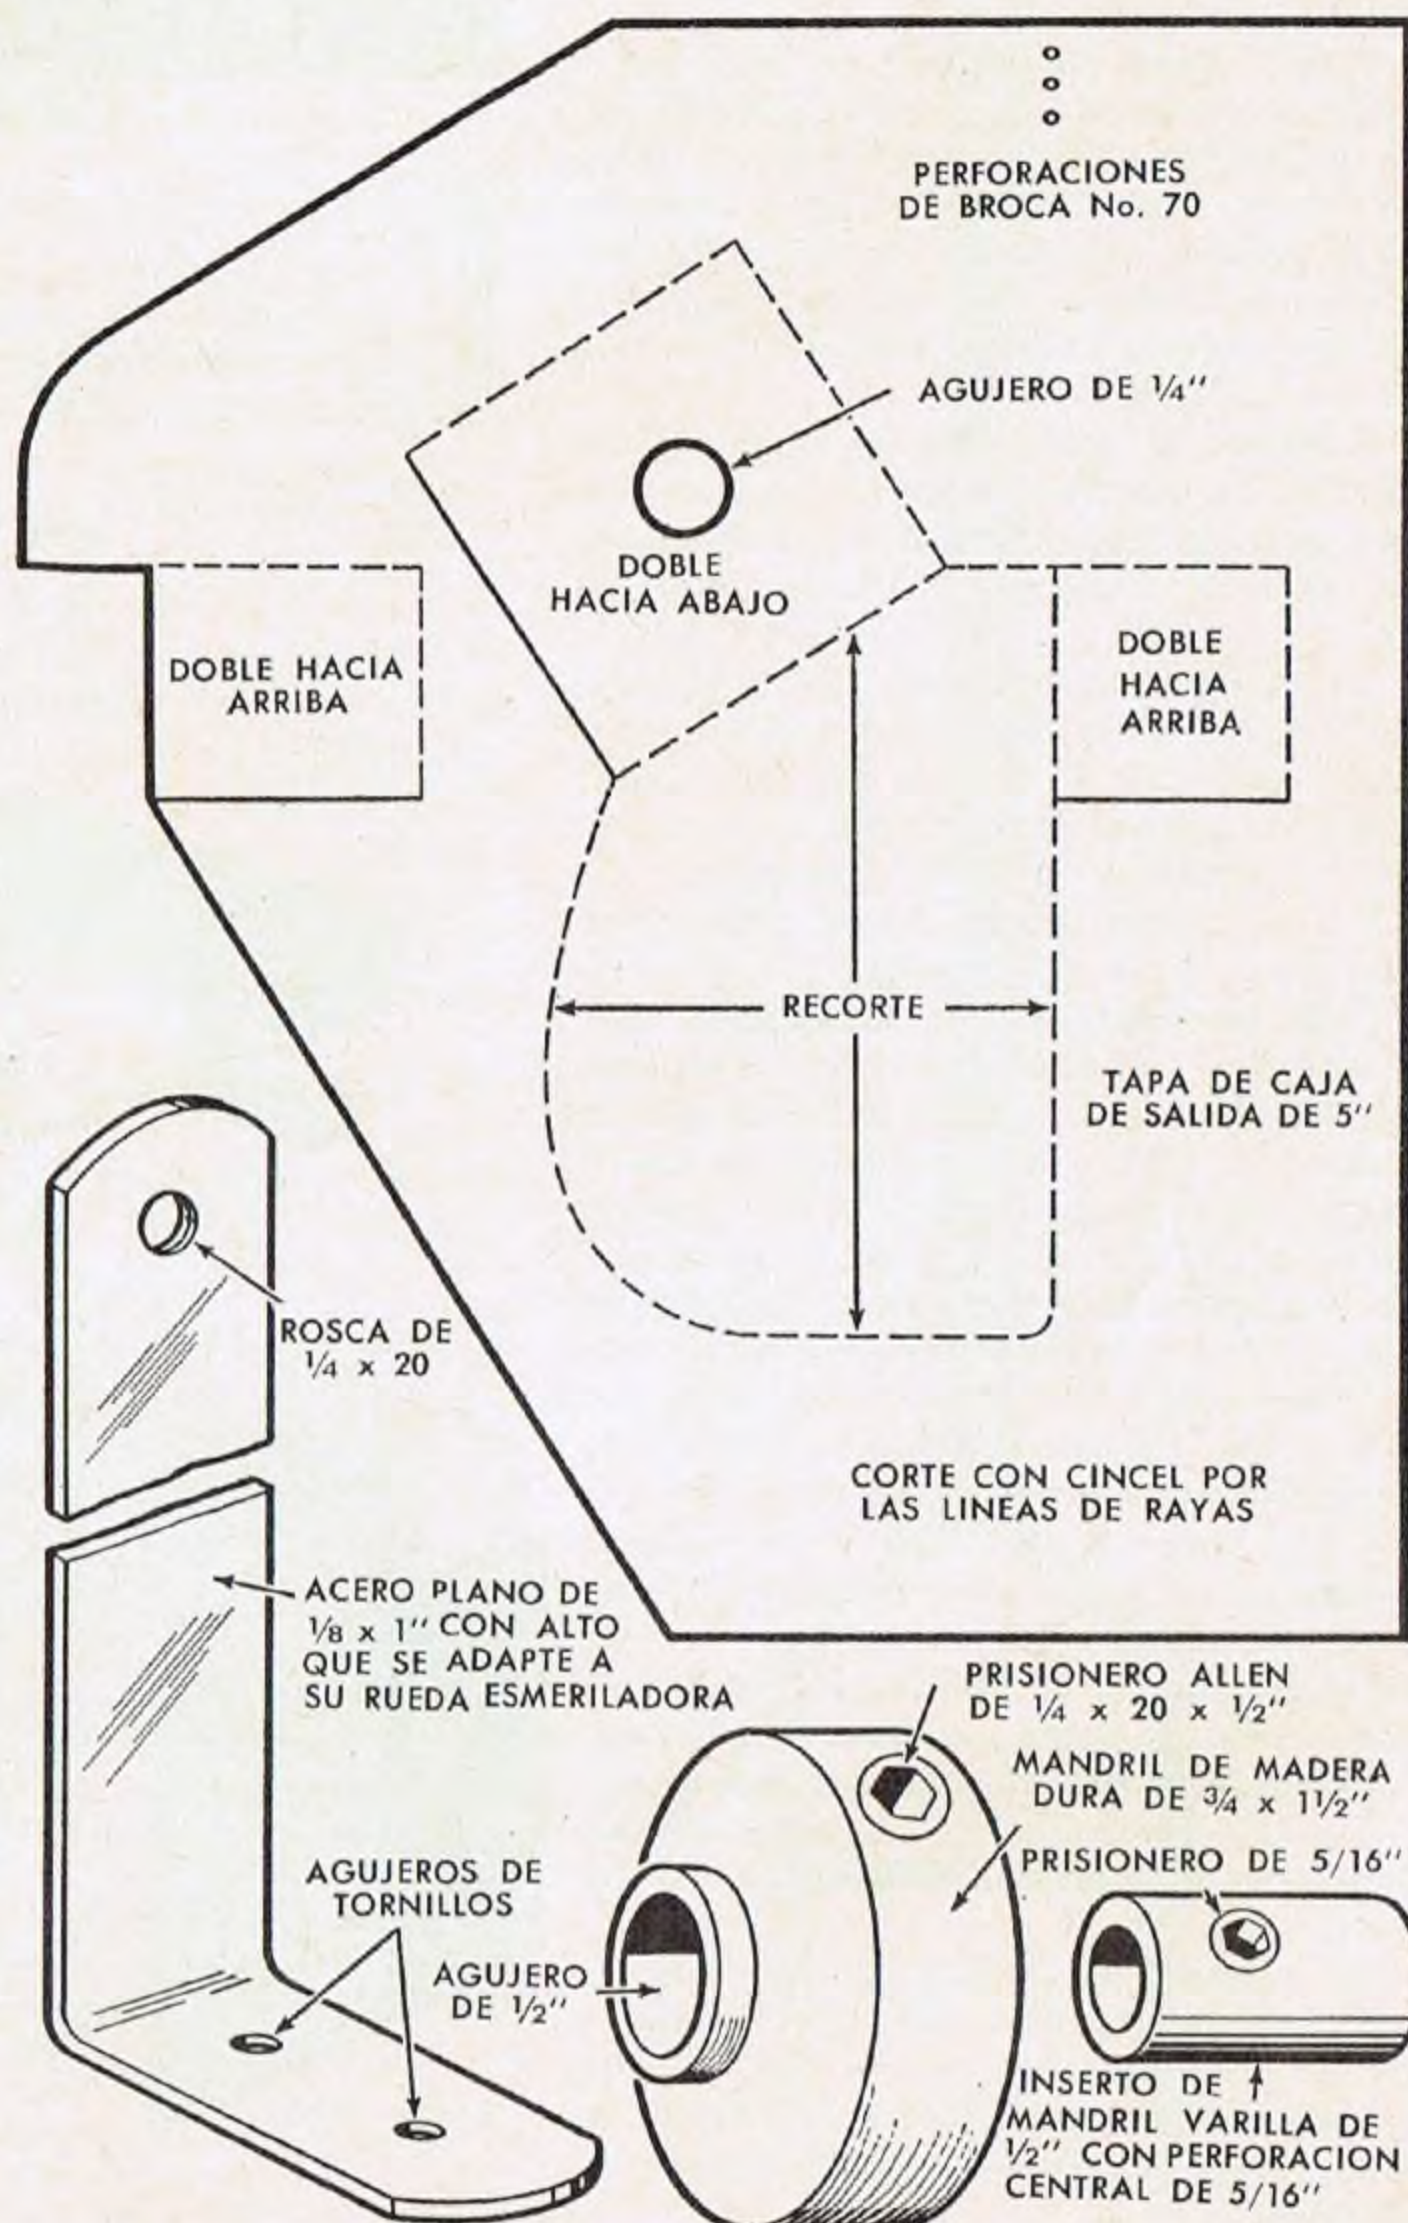 PERFORACIONES
DE BROCA No. 70
AGUJERO DE 1/4"
DOBLE
HACIA ABAJO
DOBLE HACIA
ARRIBA
DOBLE
HACIA
ARRIBA
RECORTE
TAPA DE CAJA
DE SALIDA DE 5"
ROSCA DE
1/4 x 20
CORTE CON CINCEL POR
LAS LINEAS DE RAYAS
ACERO PLANO DE
1/8 x 1" CON ALTO
QUE SE ADAPTE A
SU RUEDA ESMERILADORA
PRISIONERO ALLEN
DE 1/4 x 20 x 1/2"
MANDRIL DE MADERA
DURA DE 3/4 x 1 1/2"
PRISIONERO DE 5/16"
AGUJEROS DE
TORNILLOS
AGUJERO
DE 1/2"
INSERTO DE
MANDRIL VARILLA DE
1/2" CON PERFORACION
CENTRAL DE 5/16"